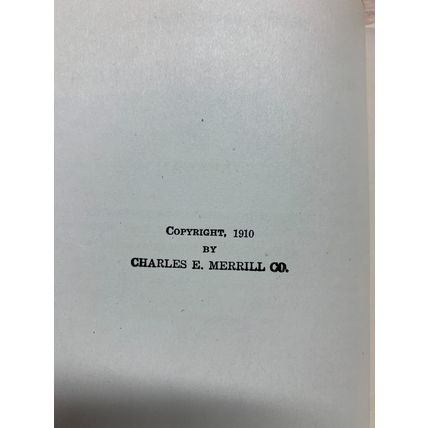 COPYRIGHT, 1910
BY
CHARLES E. MERRILL CO.